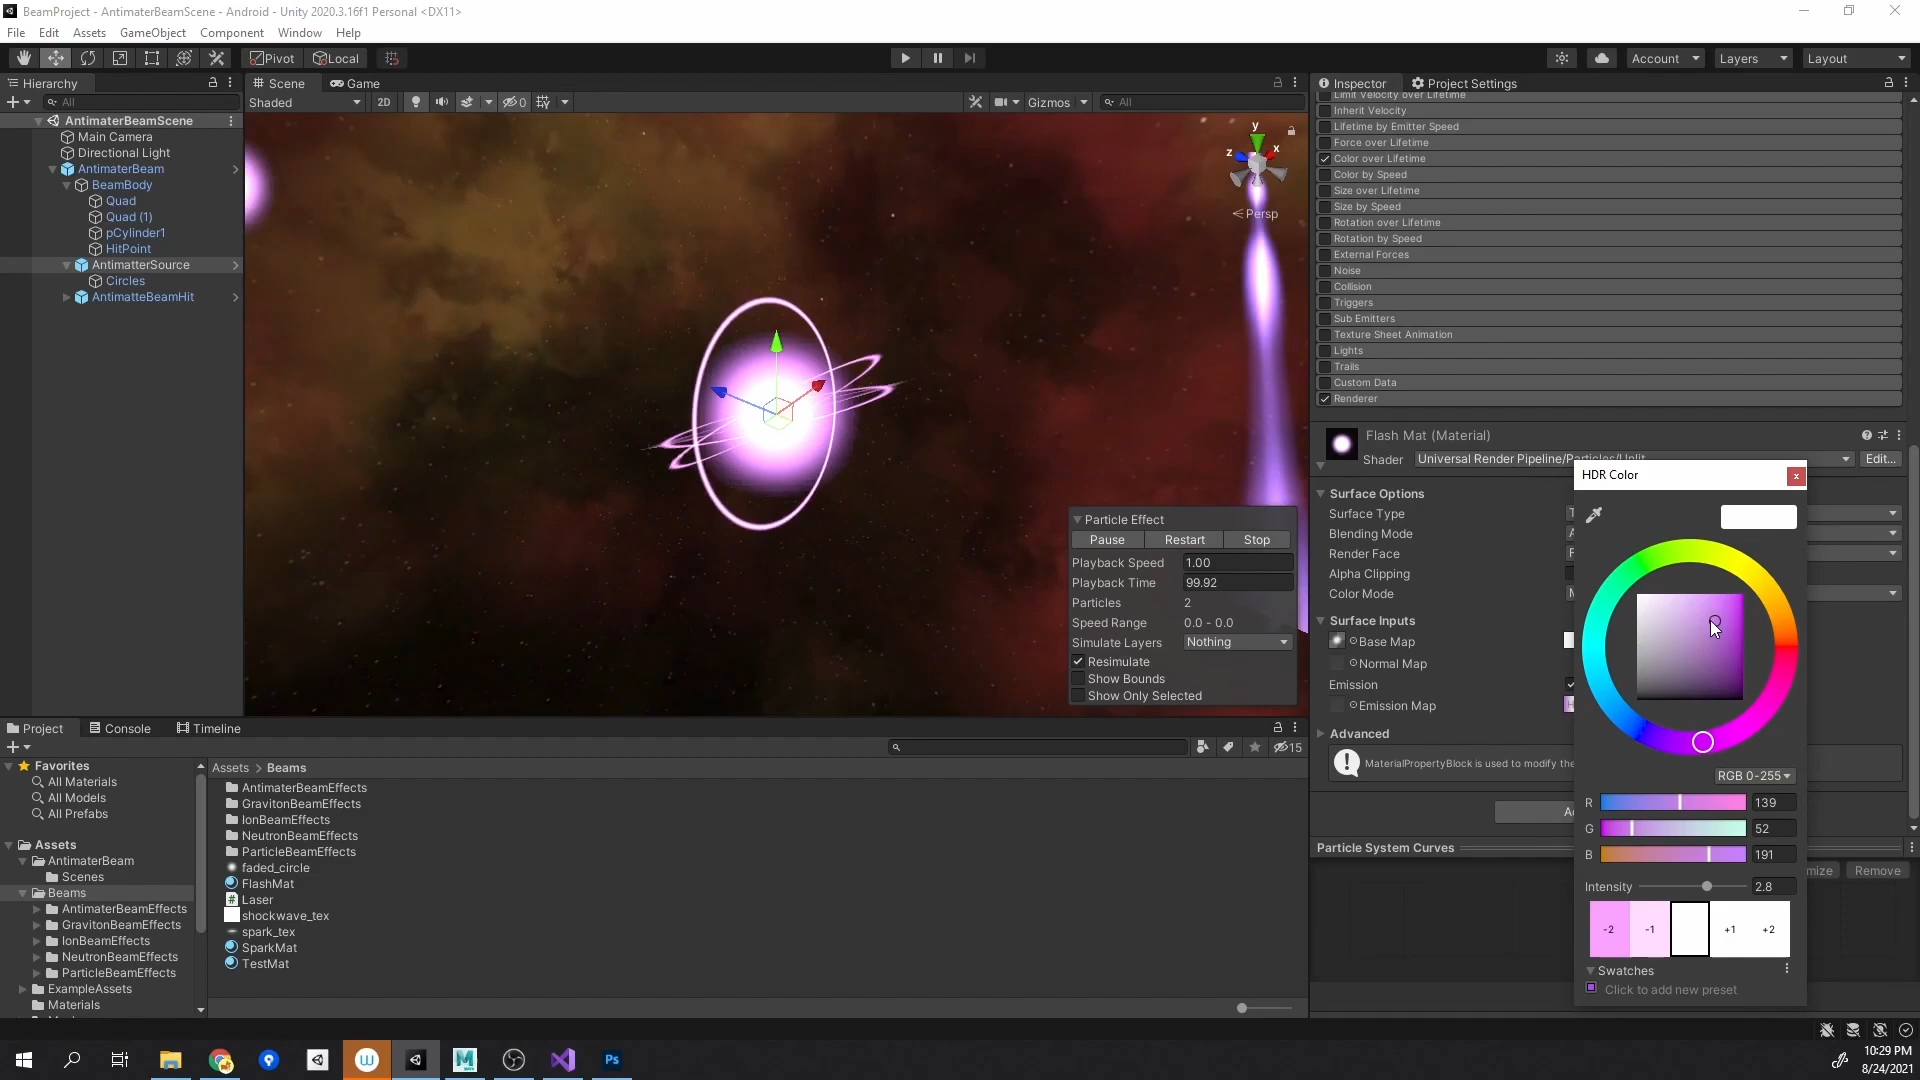 BeamProject - AntimaterBeamScene - Android - Unity 2020.3.16f1 Personal <DX11>
File Edit Assets GameObject Component Window Help
Pivot Local Account Layers Layout
Hierarchy
All
AntimaterBeamScene
Main Camera
Directional Light
AntimaterBeam
BeamBody
Quad
Quad (1)
pCylinder1
HitPoint
AntimatterSource
Circles
AntimatteBeamHit
Scene Game
Shaded 2D 0 Gizmos All
y
z x
Persp
Particle Effect
Pause Restart Stop
Playback Speed 1.00
Playback Time 99.92
Particles 2
Speed Range 0.0 - 0.0
Simulate Layers Nothing
Resimulate
Show Bounds
Show Only Selected
Inspector Project Settings
Limit Velocity over Lifetime
Inherit Velocity
Lifetime by Emitter Speed
Force over Lifetime
Color over Lifetime
Color by Speed
Size over Lifetime
Size by Speed
Rotation over Lifetime
Rotation by Speed
External Forces
Noise
Collision
Triggers
Sub Emitters
Texture Sheet Animation
Lights
Trails
Custom Data
Renderer
Flash Mat (Material)
Shader Universal Render Pipeline/Particles/Unlit Edit...
Surface Options
Surface Type
Blending Mode
Render Face
Alpha Clipping
Color Mode
Surface Inputs
Base Map
Normal Map
Emission
Emission Map
Advanced
MaterialPropertyBlock is used to modify the
Particle System Curves
Remove
HDR Color
RGB 0-255
R 139
G 52
B 191
Intensity 2.8
-2 -1 +1 +2
Swatches
Click to add new preset
Project Console Timeline
15
Favorites
All Materials
All Models
All Prefabs
Assets
AntimaterBeam
Scenes
Beams
AntimaterBeamEffects
GravitonBeamEffects
IonBeamEffects
NeutronBeamEffects
ParticleBeamEffects
ExampleAssets
Materials
Assets > Beams
AntimaterBeamEffects
GravitonBeamEffects
IonBeamEffects
NeutronBeamEffects
ParticleBeamEffects
faded_circle
FlashMat
Laser
shockwave_tex
spark_tex
SparkMat
TestMat
Ps
10:29 PM
8/24/2021